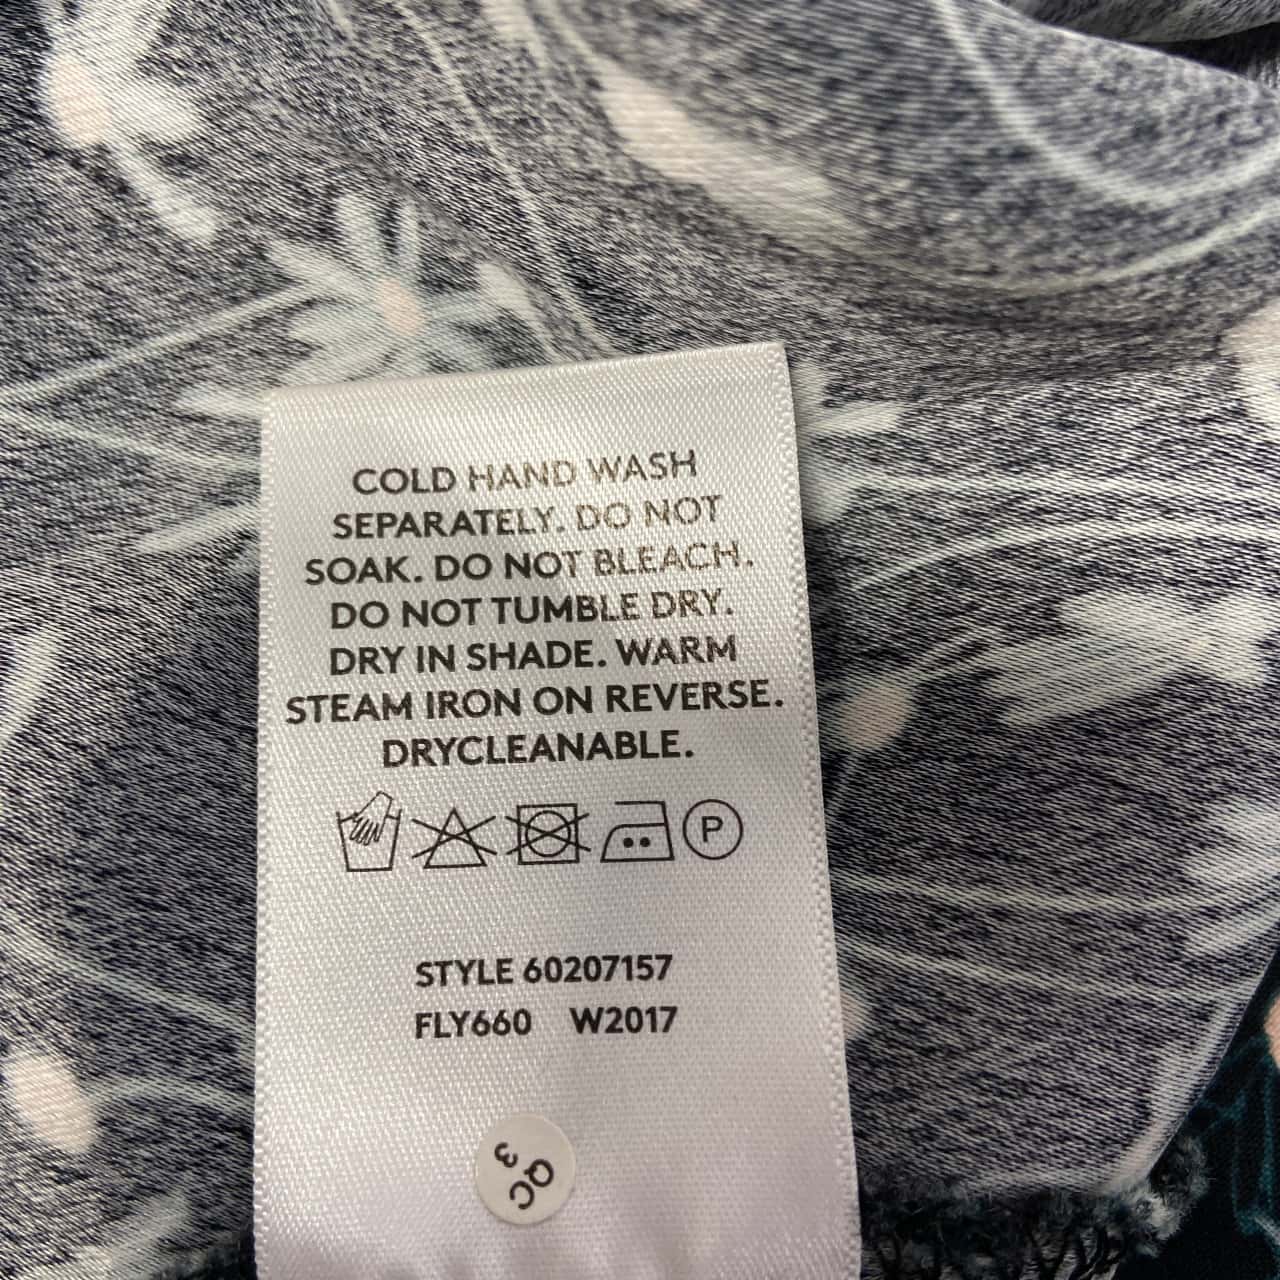 COLD HAND WASH
SEPARATELY. DO NOT
SOAK. DO NOT BLEACH.
DO NOT TUMBLE DRY.
DRY IN SHADE. WARM
STEAM IRON ON REVERSE.
DRYCLEANABLE.
P
STYLE 60207157
FLY660 W2017
QC
3